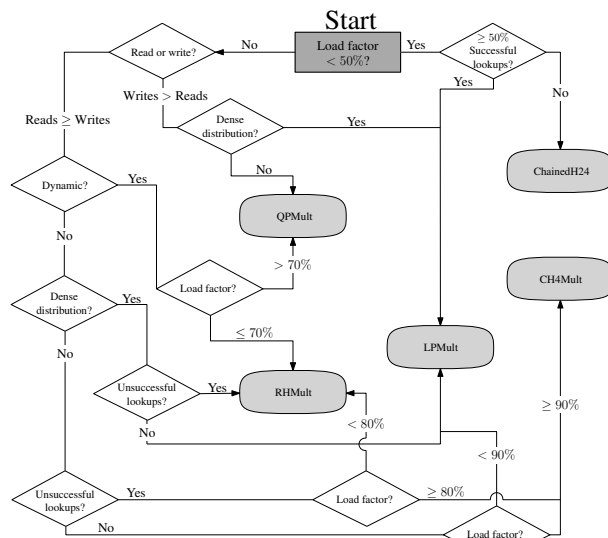 Start
Read or write?
No
Load factor
< 50%?
Yes
≥ 50%
Successful
lookups?
Yes
No
Writes > Reads
Reads ≥ Writes
Dense
distribution?
Yes
No
ChainedH24
Dynamic?
Yes
QPMult
No
> 70%
Load factor?
CH4Mult
Dense
distribution?
Yes
≤ 70%
LPMult
No
Unsuccessful
lookups?
Yes
RHMult
No
< 80%
≥ 90%
< 90%
Unsuccessful
lookups?
Yes
Load factor?
≥ 80%
No
Load factor?